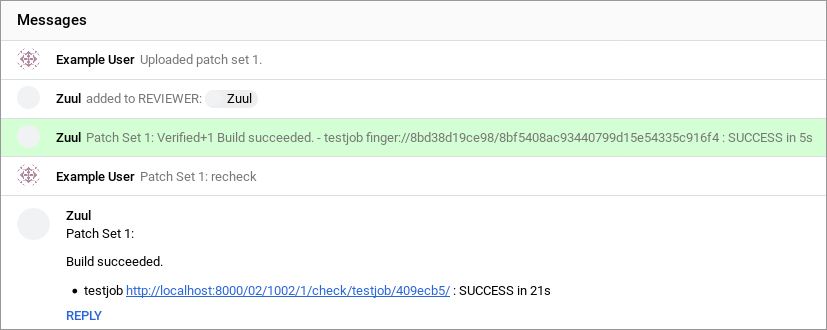 Messages
Example User Uploaded patch set 1.
Zuul added to REVIEWER: Zuul
Zuul Patch Set 1: Verified+1 Build succeeded. - testjob finger://8bd38d19ce98/8bf5408ac93440799d15e54335c916f4 : SUCCESS in 5s
Example User Patch Set 1: recheck
Zuul
Patch Set 1:
Build succeeded.
• testjob http://localhost:8000/02/1002/1/check/testjob/409ecb5/ : SUCCESS in 21s
REPLY